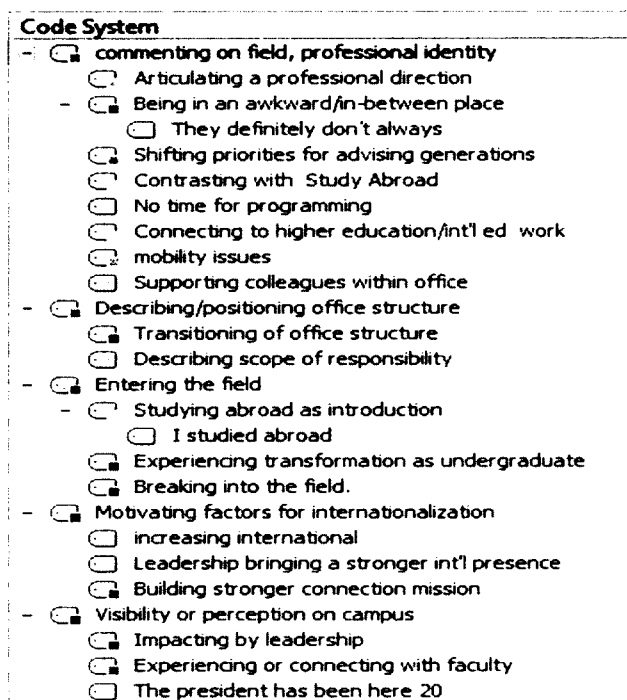 Code System
commenting on field, professional identity
Articulating a professional direction
Being in an awkward/in-between place
They definitely don't always
Shifting priorities for advising generations
Contrasting with Study Abroad
No time for programming
Connecting to higher education/int'l ed work
mobility issues
Supporting colleagues within office
Describing/positioning office structure
Transitioning of office structure
Describing scope of responsibility
Entering the field
Studying abroad as introduction
I studied abroad
Experiencing transformation as undergraduate
Breaking into the field.
Motivating factors for internationalization
increasing international
Leadership bringing a stronger int'l presence
Building stronger connection mission
Visibility or perception on campus
Impacting by leadership
Experiencing or connecting with faculty
The president has been here 20